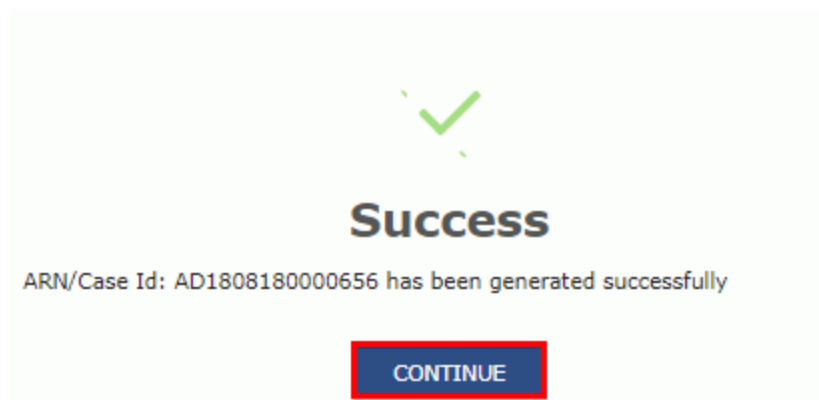 Success
ARN/Case Id: AD1808180000656 has been generated successfully
CONTINUE